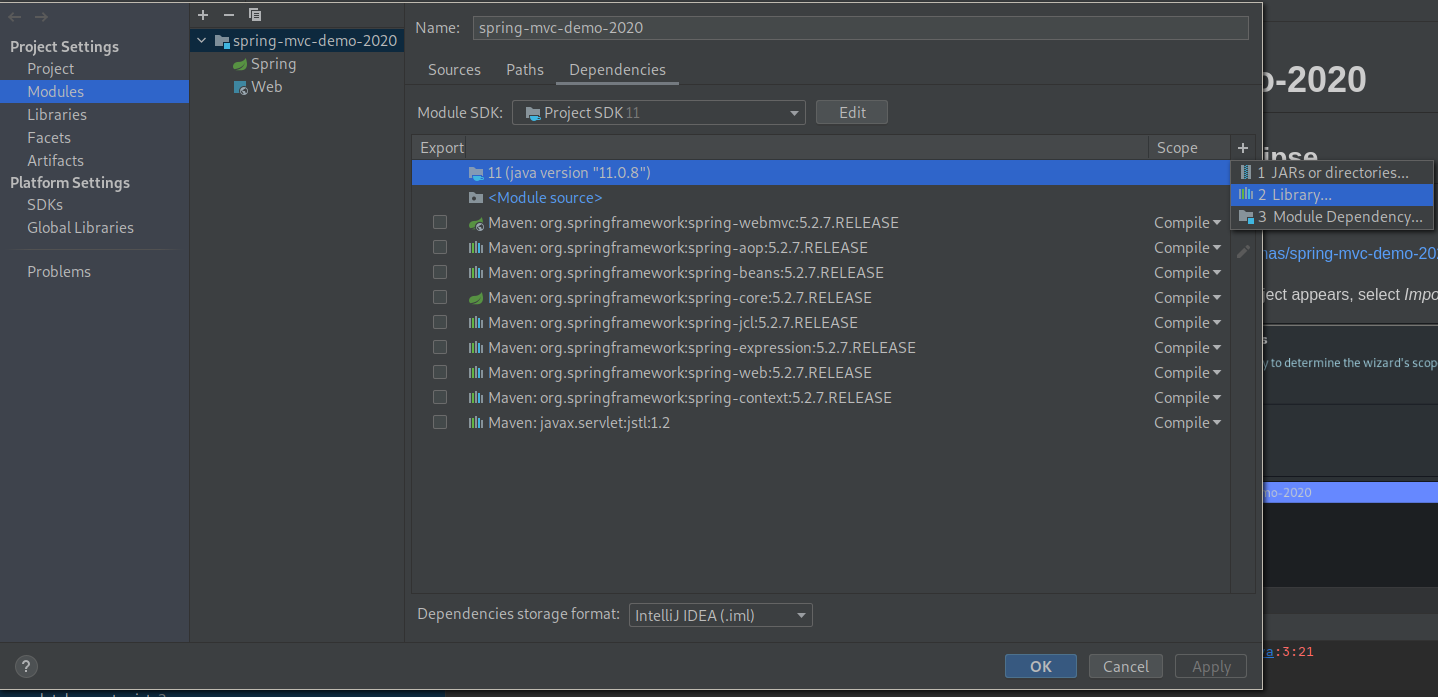 Name: spring-mvc-demo-2020
Project Settings
Project
Modules
Libraries
Facets
Artifacts
Platform Settings
SDKs
Global Libraries
Problems
spring-mvc-demo-2020
Spring
Web
Sources Paths Dependencies
Module SDK: Project SDK 11 Edit
Export Scope
11 (java version "11.0.8")
<Module source>
Maven: org.springframework:spring-webmvc:5.2.7.RELEASE Compile
Maven: org.springframework:spring-aop:5.2.7.RELEASE Compile
Maven: org.springframework:spring-beans:5.2.7.RELEASE Compile
Maven: org.springframework:spring-core:5.2.7.RELEASE Compile
Maven: org.springframework:spring-jcl:5.2.7.RELEASE Compile
Maven: org.springframework:spring-expression:5.2.7.RELEASE Compile
Maven: org.springframework:spring-web:5.2.7.RELEASE Compile
Maven: org.springframework:spring-context:5.2.7.RELEASE Compile
Maven: javax.servlet:jstl:1.2 Compile
Dependencies storage format: IntelliJ IDEA (.iml)
? OK Cancel Apply
1 JARs or directories...
2 Library...
3 Module Dependency...
o-2020
ipse
nas/spring-mvc-demo-202
ject appears, select Impo
s
y to determine the wizard's scop
mo-2020
a:3:21